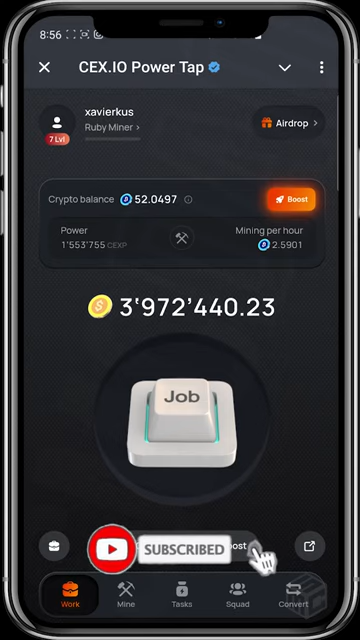 8:56
CEX.IO Power Tap
xavierkus
Ruby Miner >
7 Lvl
Airdrop >
Crypto balance 52.0497
Boost
Power
1'553'755 CEXP
Mining per hour
2.5901
3'972'440.23
Job
SUBSCRIBED
Work
Mine
Tasks
Squad
Convert